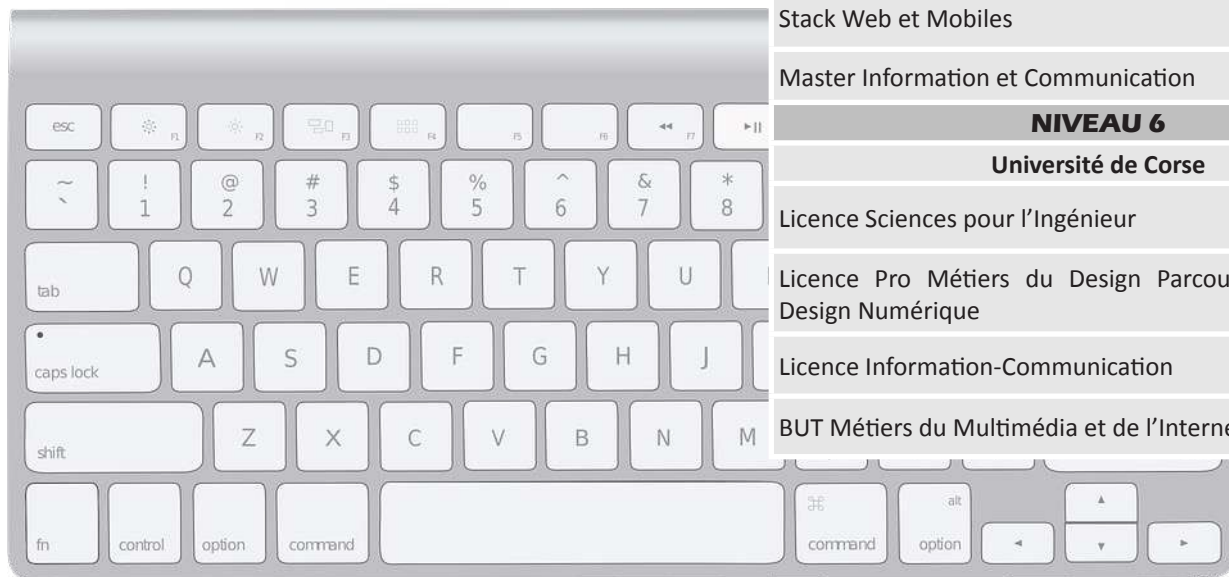 Stack Web et Mobiles
Master Information et Communication
NIVEAU 6
Université de Corse
Licence Sciences pour l'Ingénieur
Licence Pro Métiers du Design
Design Numérique
Licence Information-Communication
BUT Métiers du Multimédia et de
esc F1 F2 F3 F4 F5 F6 F7
~ ! @ # $ % ^ & *
` 1 2 3 4 5 6 7 8
tab Q W E R T Y U
caps lock A S D F G H J
shift Z X C V B N M
alt
fn control option command command option